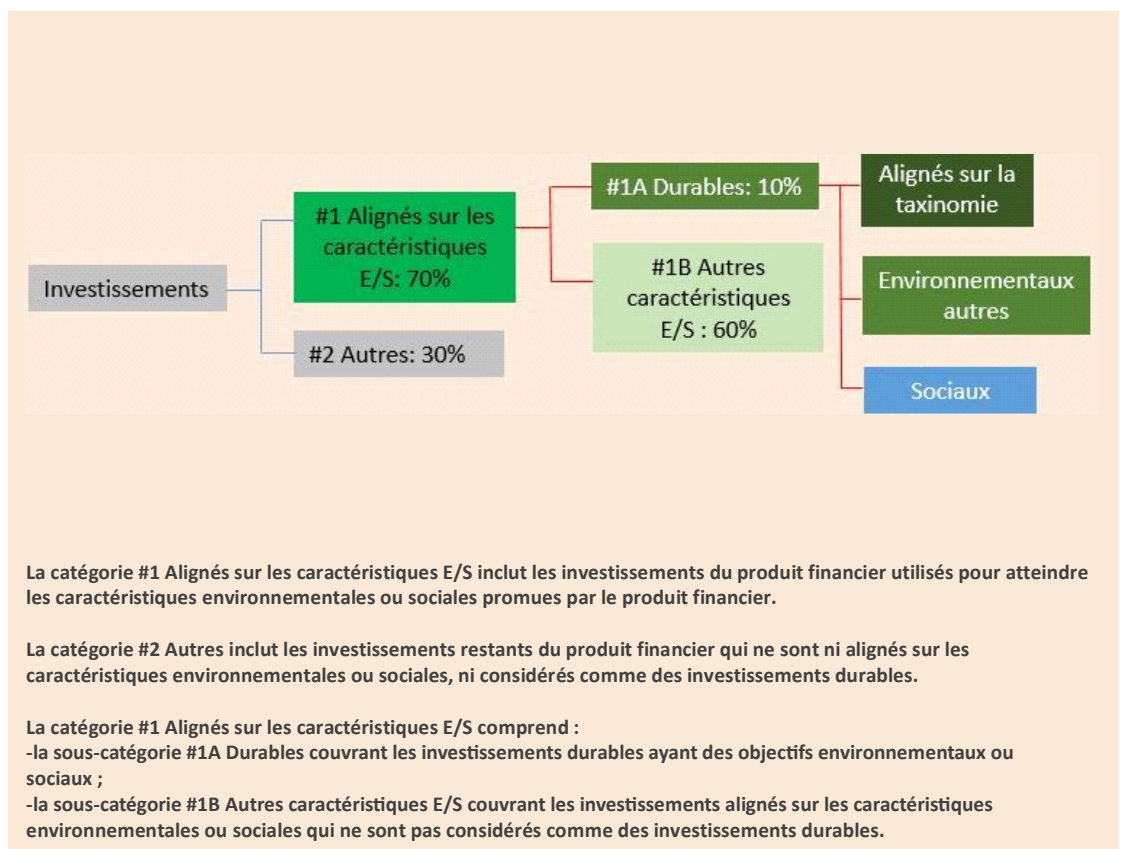 Investissements
#1 Alignés sur les
caractéristiques
E/S: 70%
#2 Autres: 30%
#1A Durables: 10%
#1B Autres
caractéristiques
E/S : 60%
Alignés sur la
taxinomie
Environnementaux
autres
Sociaux
La catégorie #1 Alignés sur les caractéristiques E/S inclut les investissements du produit financier utilisés pour atteindre
les caractéristiques environnementales ou sociales promues par le produit financier.
La catégorie #2 Autres inclut les investissements restants du produit financier qui ne sont ni alignés sur les
caractéristiques environnementales ou sociales, ni considérés comme des investissements durables.
La catégorie #1 Alignés sur les caractéristiques E/S comprend :
-la sous-catégorie #1A Durables couvrant les investissements durables ayant des objectifs environnementaux ou
sociaux ;
-la sous-catégorie #1B Autres caractéristiques E/S couvrant les investissements alignés sur les caractéristiques
environnementales ou sociales qui ne sont pas considérés comme des investissements durables.